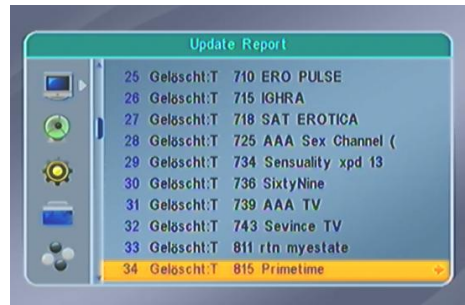 Update Report
25 Gelöscht:T 710 ERO PULSE
26 Gelöscht:T 715 IGHRA
27 Gelöscht:T 718 SAT EROTICA
28 Gelöscht:T 725 AAA Sex Channel (
29 Gelöscht:T 734 Sensuality xpd 13
30 Gelöscht:T 736 SixtyNine
31 Gelöscht:T 739 AAA TV
32 Gelöscht:T 743 Sevince TV
33 Gelöscht:T 811 rtn myestate
34 Gelöscht:T 815 Primetime